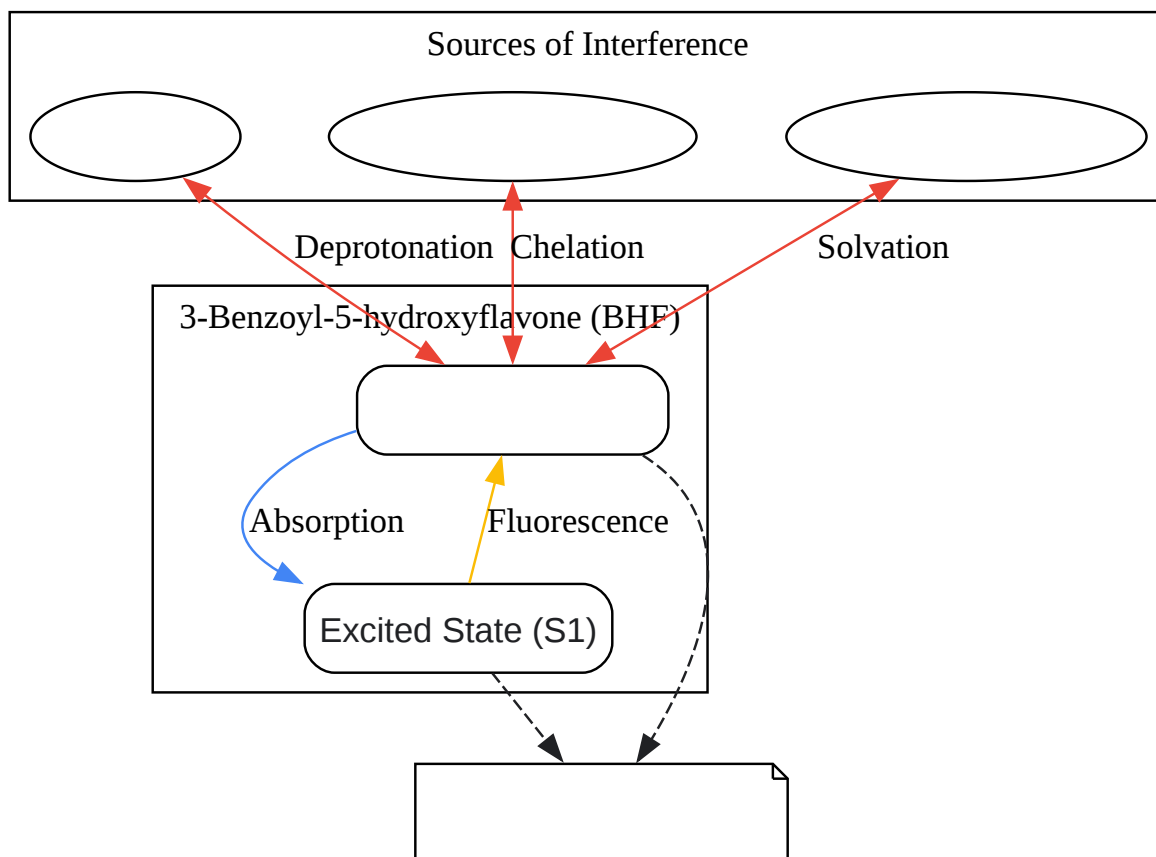 Sources of Interference
Deprotonation
Chelation
Solvation
3-Benzoyl-5-hydroxyflavone (BHF)
Absorption
Fluorescence
Excited State (S1)